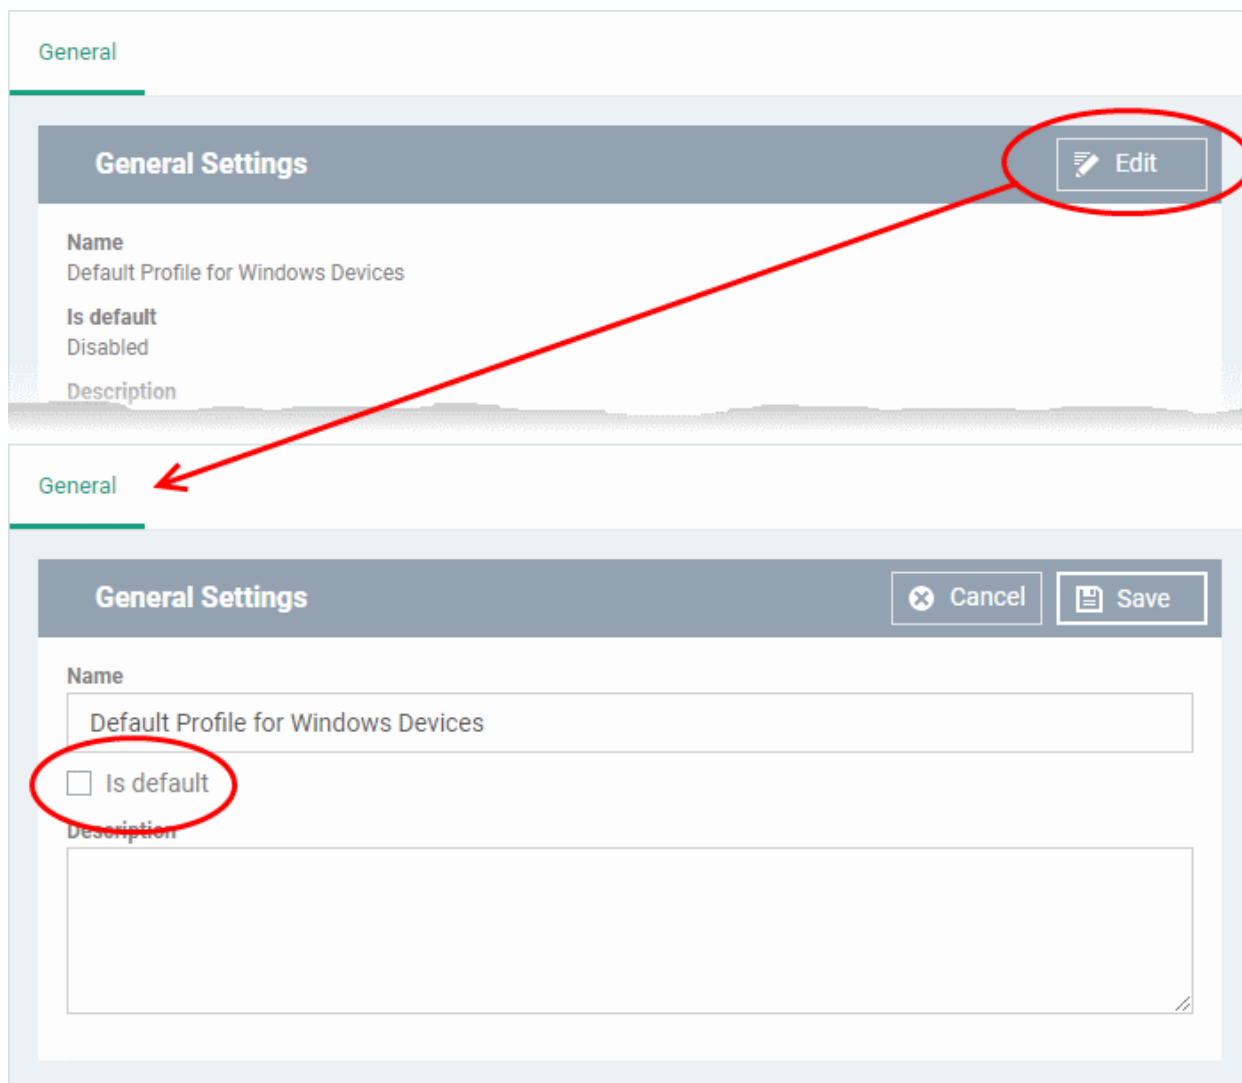 General
General Settings
Edit
Name
Default Profile for Windows Devices
Is default
Disabled
Description
General
General Settings
Cancel
Save
Name
Default Profile for Windows Devices
Is default
Description